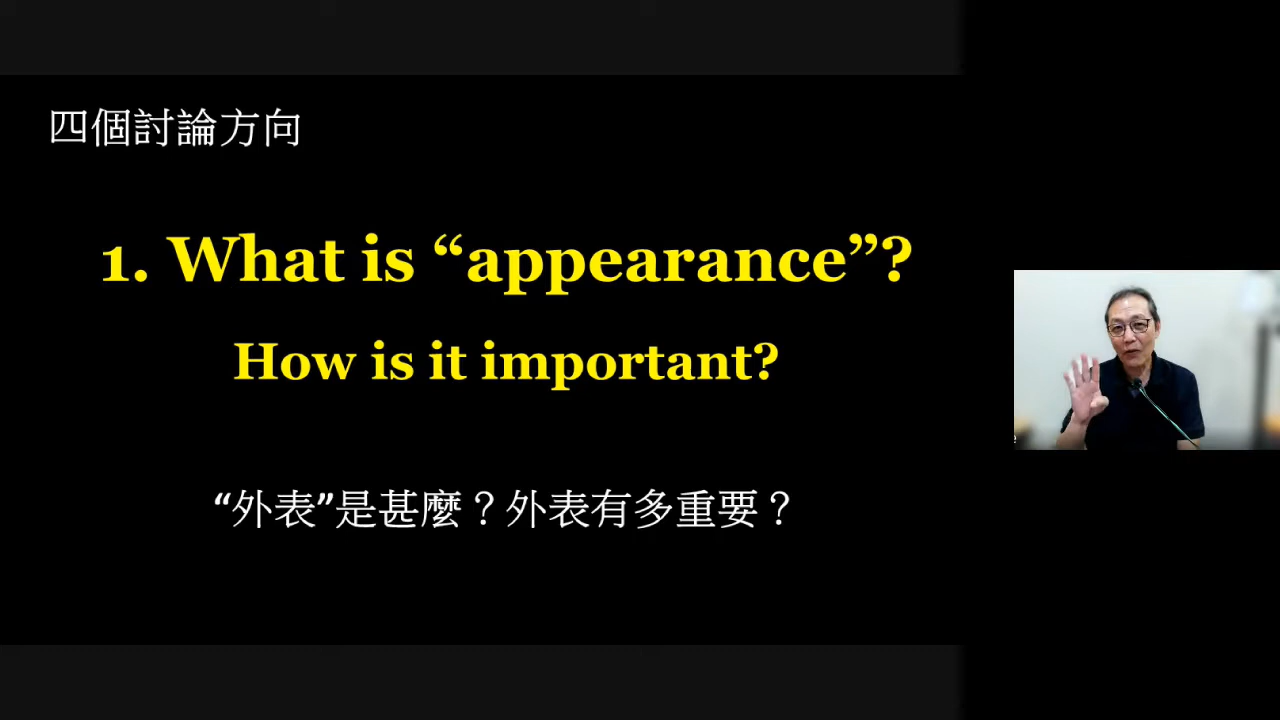 四個討論方向
1. What is “appearance”?
How is it important?
“外表”是甚麼？外表有多重要？